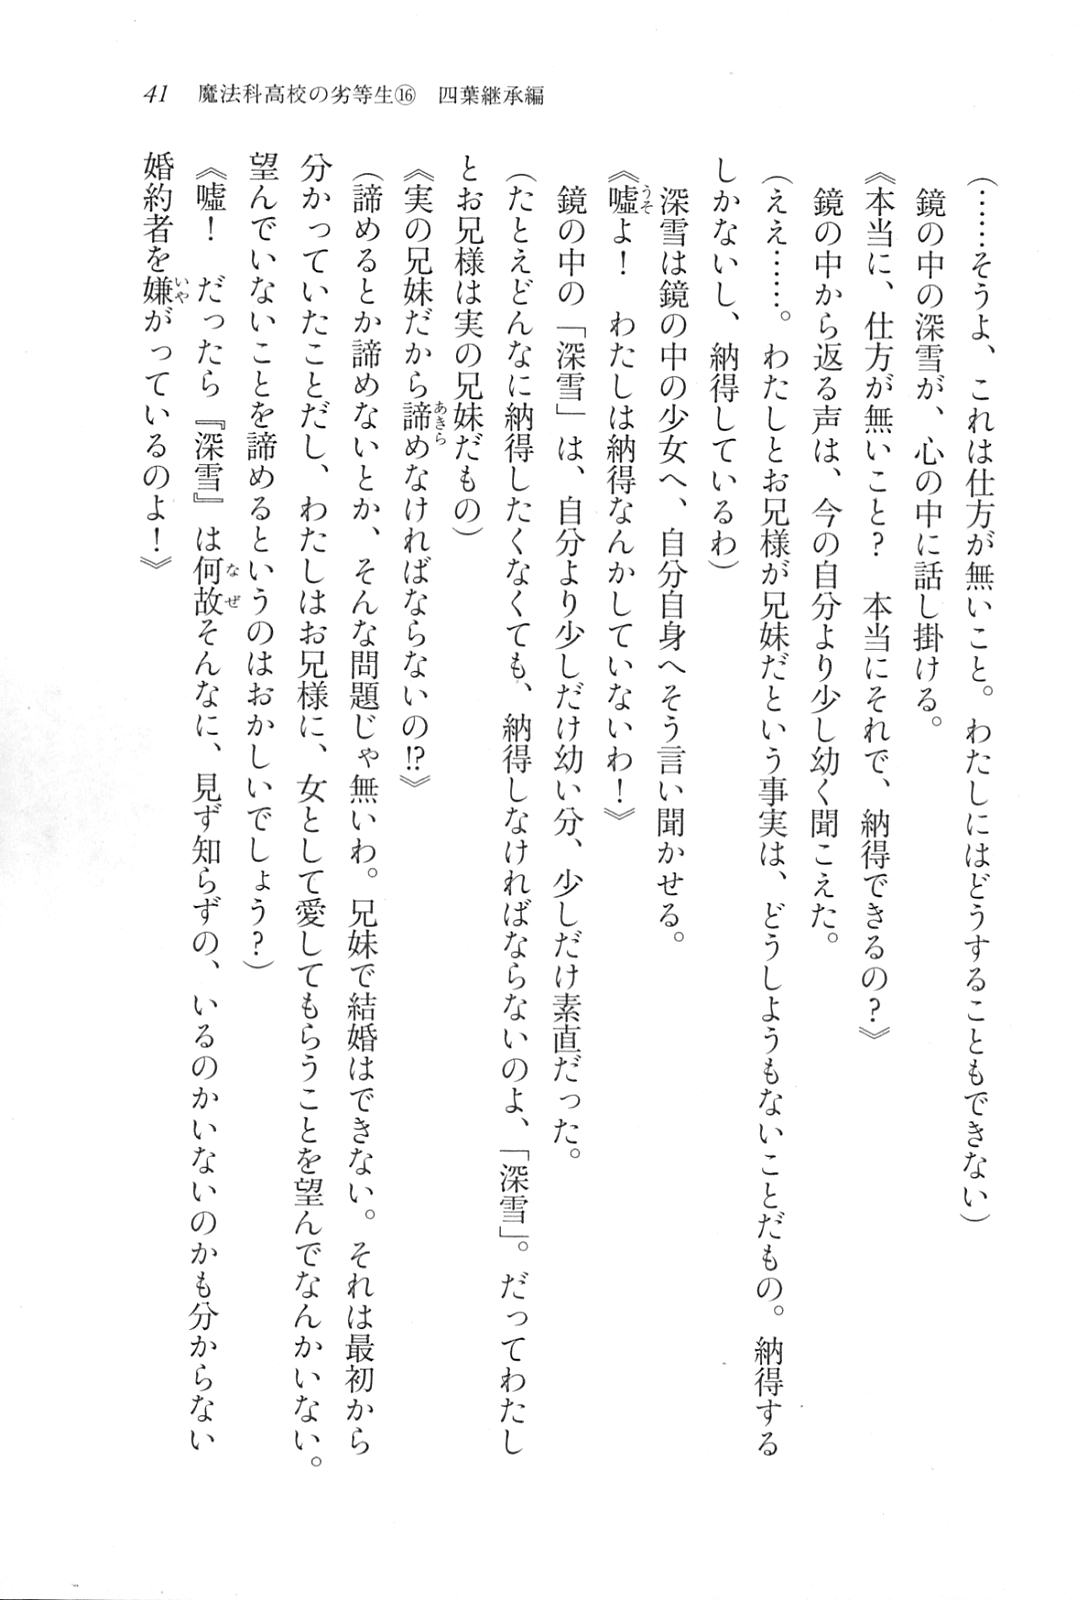 41 魔法科高校の劣等生⑯ 四葉継承編
(……そうよ、これは仕方が無いこと。わたしにはどうすることもできない)
鏡の中の深雪が、心の中に話し掛ける。
《本当に、仕方が無いこと? 本当にそれで、納得できるの?》
鏡の中から返る声は、今の自分より少し幼く聞こえた。
(ええ……。わたしとお兄様が兄妹だという事実は、どうしようもないことだもの。納得する
しかないし、納得しているわ)
深雪は鏡の中の少女へ、自分自身へそう言い聞かせる。
《嘘よ! わたしは納得なんかしていないわ!》
鏡の中の「深雪」は、自分より少しだけ幼い分、少しだけ素直だった。
(たとえどんなに納得したくなくても、納得しなければならないのよ、「深雪」。だってわたし
とお兄様は実の兄妹だもの)
《実の兄妹だから諦めなければならないの!?》
(諦めるとか諦めないとか、そんな問題じゃ無いわ。兄妹で結婚はできない。それは最初から
分かっていたことだし、わたしはお兄様に、女として愛してもらうことを望んでなんかいない。
望んでいないことを諦めるというのはおかしいでしょう?)
《嘘! だったら『深雪』は何故そんなに、見ず知らずの、いるのかいないのかも分からない
婚約者を嫌がっているのよ!》